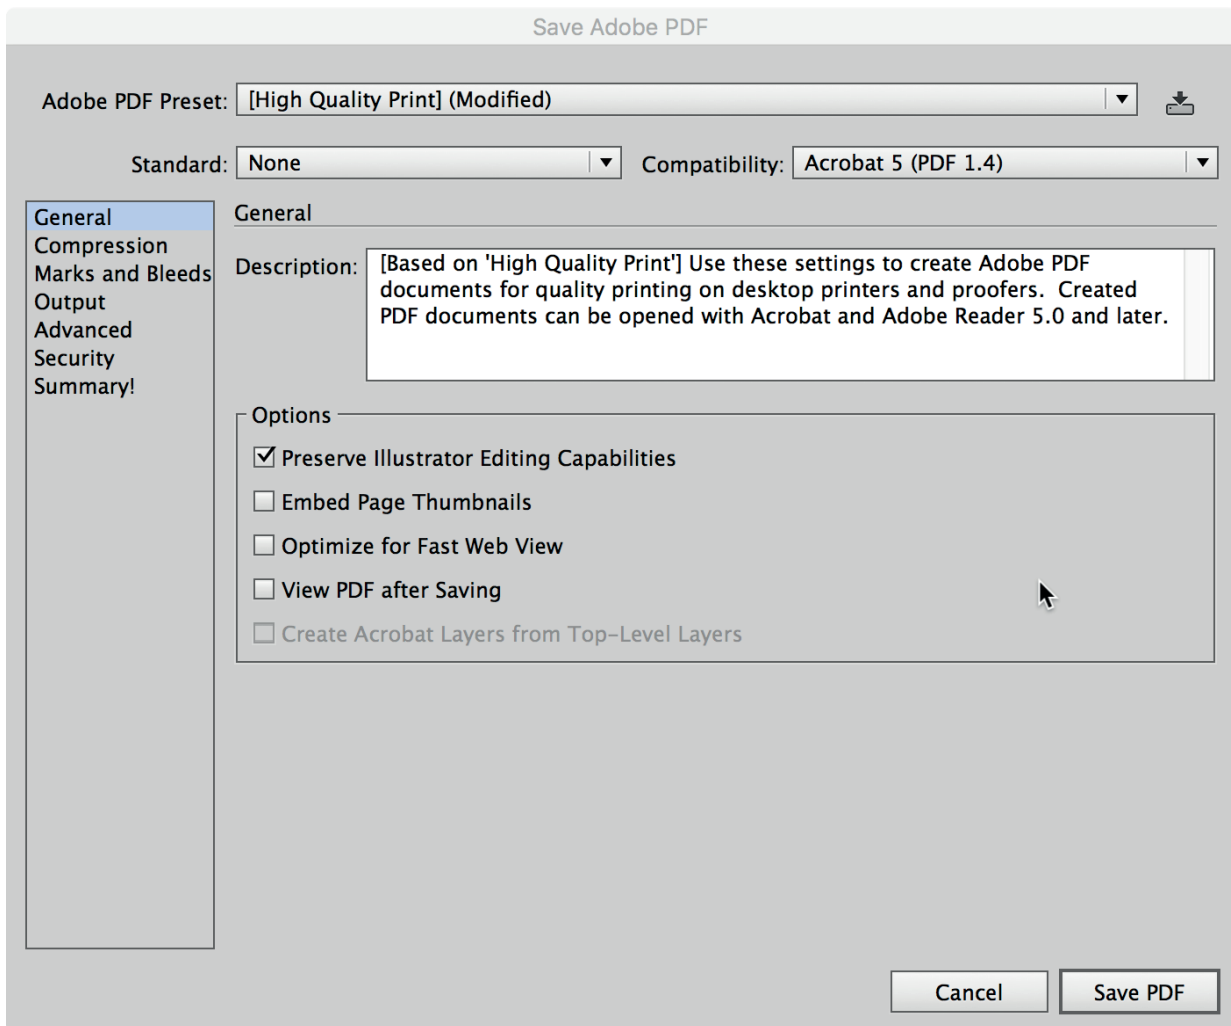 Save Adobe PDF
Adobe PDF Preset: [High Quality Print] (Modified)
Standard: None Compatibility: Acrobat 5 (PDF 1.4)
General
Compression
Marks and Bleeds
Output
Advanced
Security
Summary!
General
Description: [Based on 'High Quality Print'] Use these settings to create Adobe PDF
documents for quality printing on desktop printers and proofers.  Created
PDF documents can be opened with Acrobat and Adobe Reader 5.0 and later.
Options
Preserve Illustrator Editing Capabilities
Embed Page Thumbnails
Optimize for Fast Web View
View PDF after Saving
Create Acrobat Layers from Top-Level Layers
Cancel Save PDF